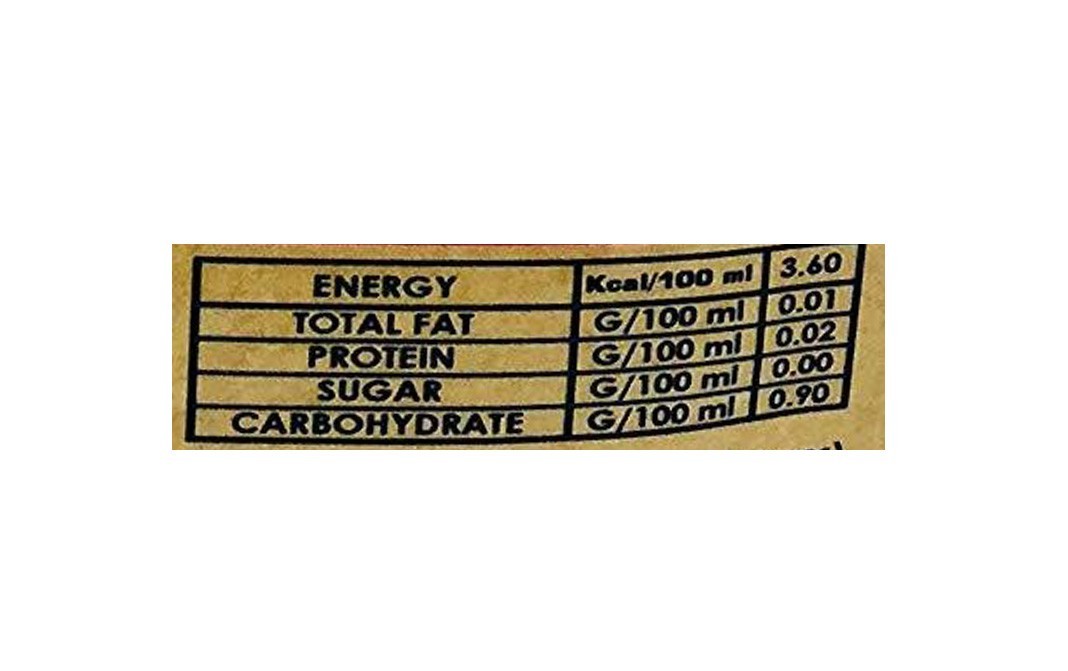 ENERGY Kcal/100 ml 3.60
TOTAL FAT G/100 ml 0.01
PROTEIN G/100 ml 0.02
SUGAR G/100 ml 0.00
CARBOHYDRATE G/100 ml 0.90